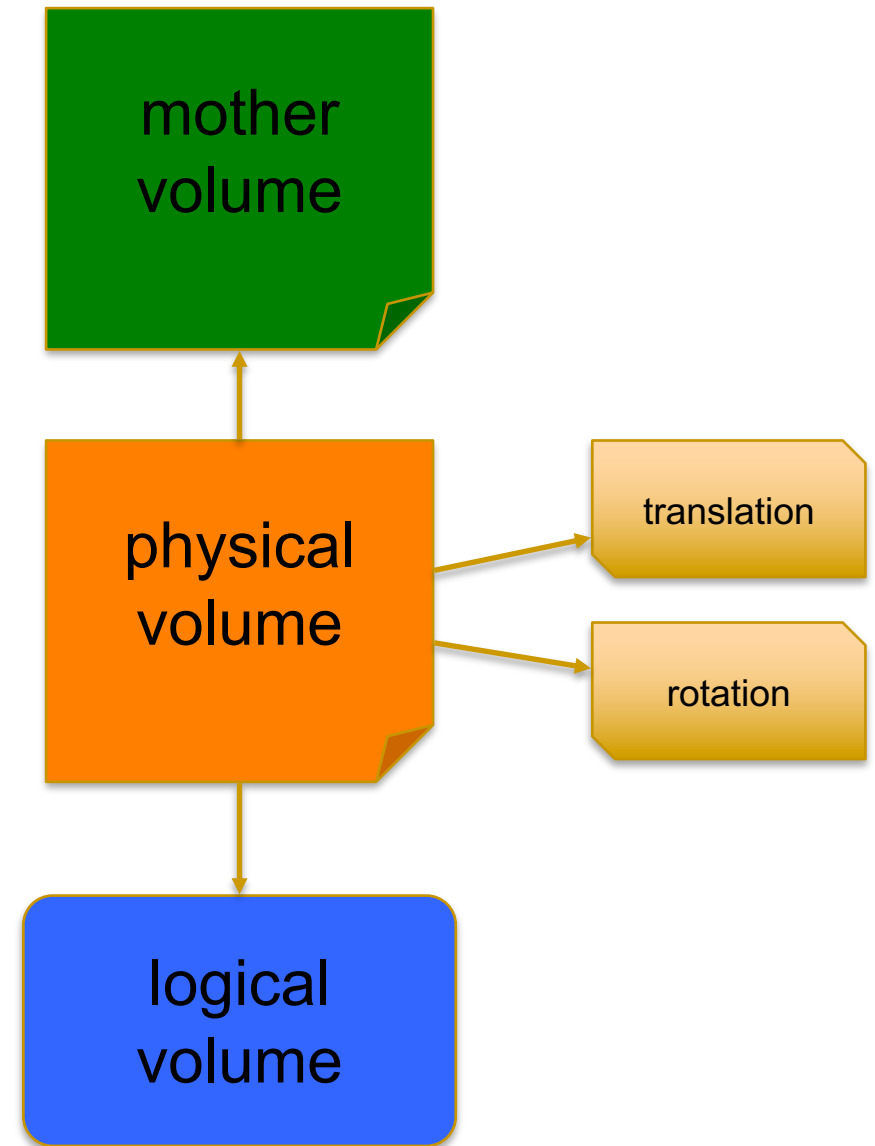 mother
volume
physical
volume
translation
rotation
logical
volume